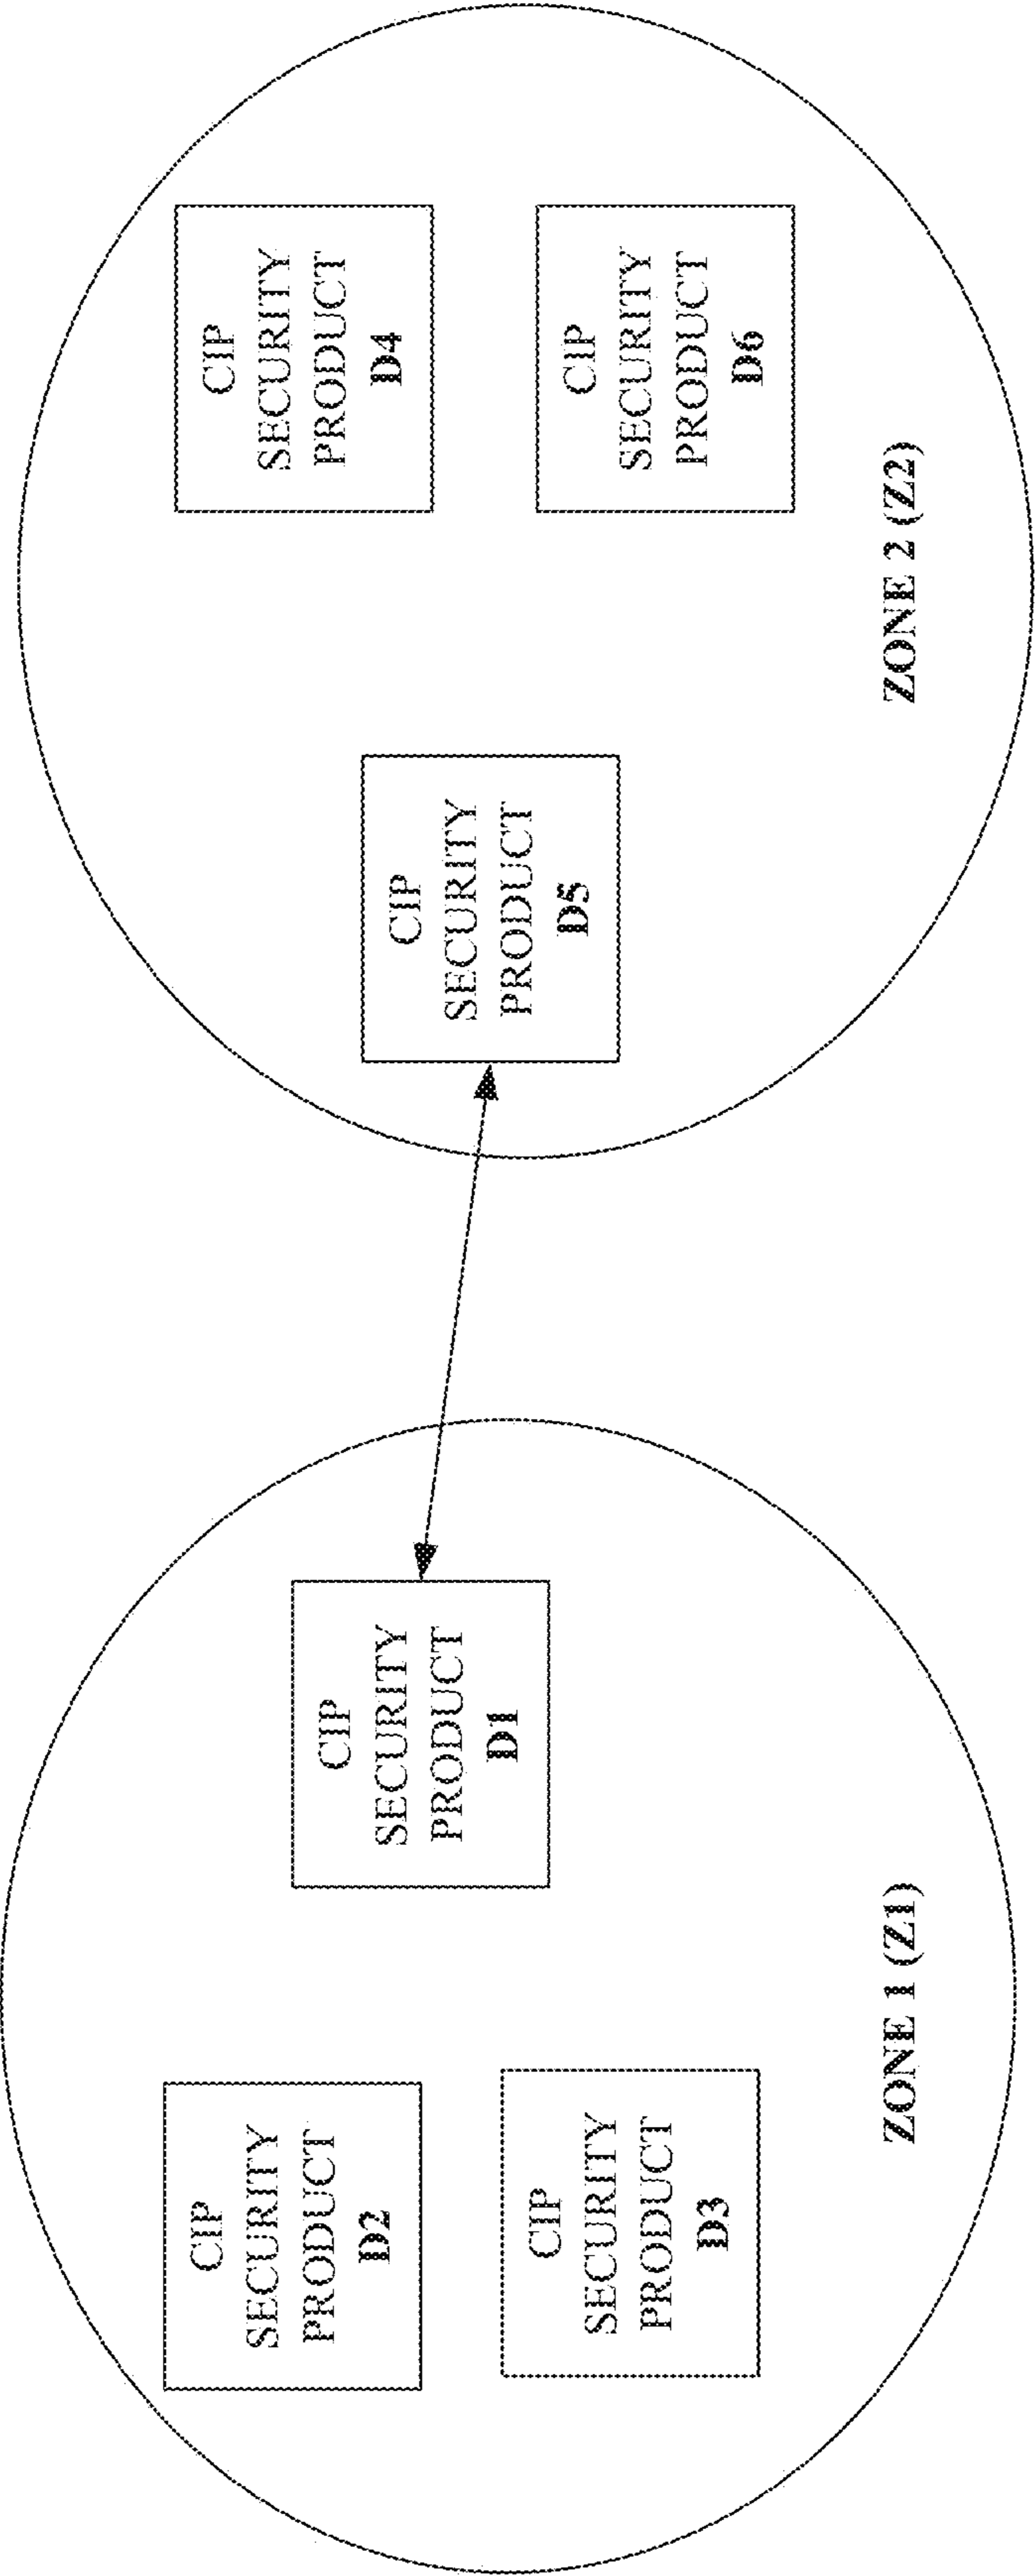 CIP
SECURITY
PRODUCT
D2
CIP
SECURITY
PRODUCT
D3
CIP
SECURITY
PRODUCT
D1
ZONE 1 (Z1)
CIP
SECURITY
PRODUCT
D5
CIP
SECURITY
PRODUCT
D4
CIP
SECURITY
PRODUCT
D6
ZONE 2 (Z2)